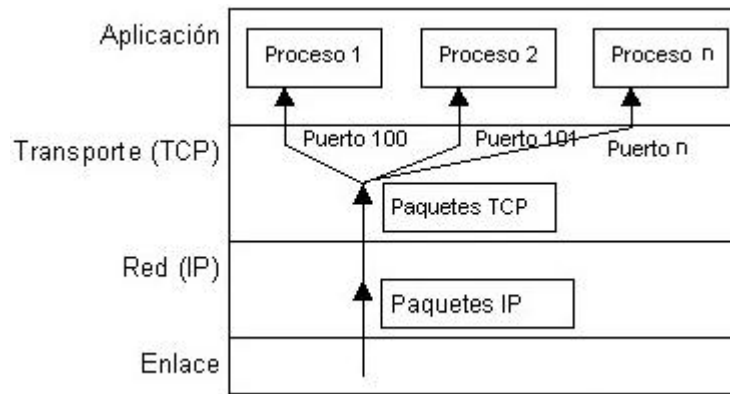 Aplicación
Proceso 1
Proceso 2
Proceso n
Puerto 100
Puerto 101
Puerto n
Transporte (TCP)
Paquetes TCP
Red (IP)
Paquetes IP
Enlace